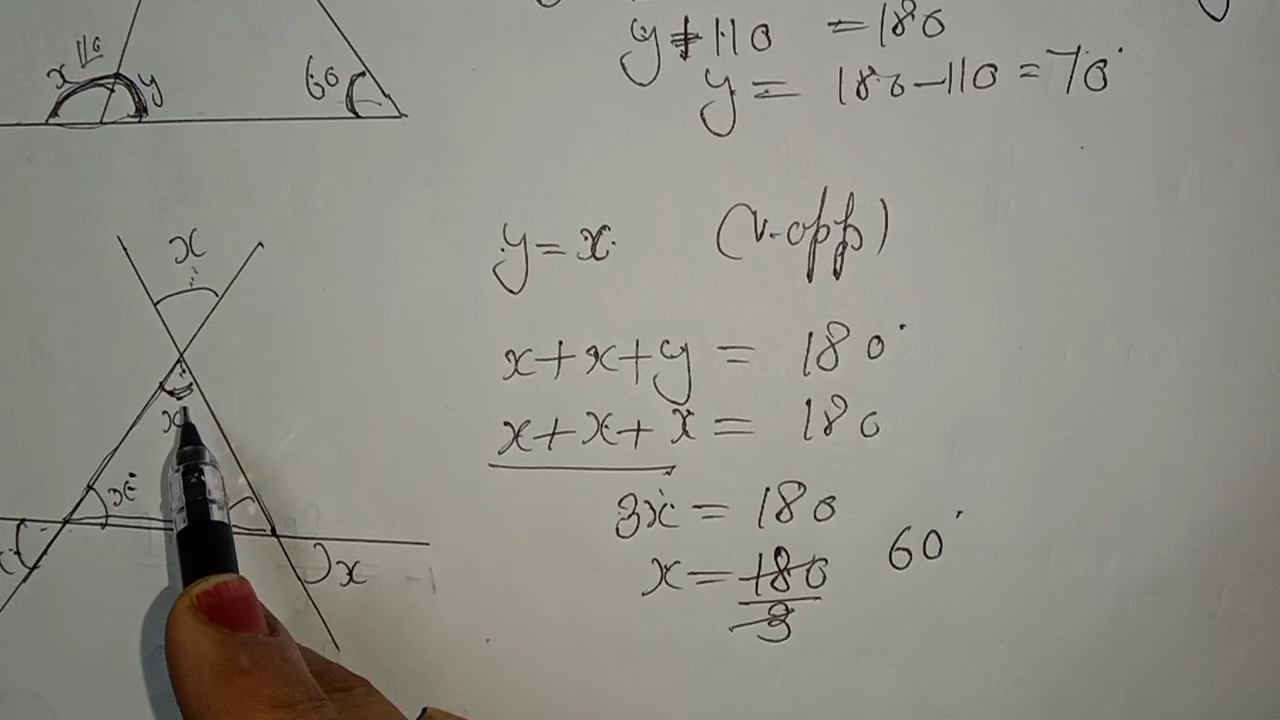 y+110 =180
110
x y 60
y = 180-110 =70°
x
y=x (v.opp)
x+x+y = 180°
x
x+x+x = 180
x
3x = 180
x = 180/3 60°
x